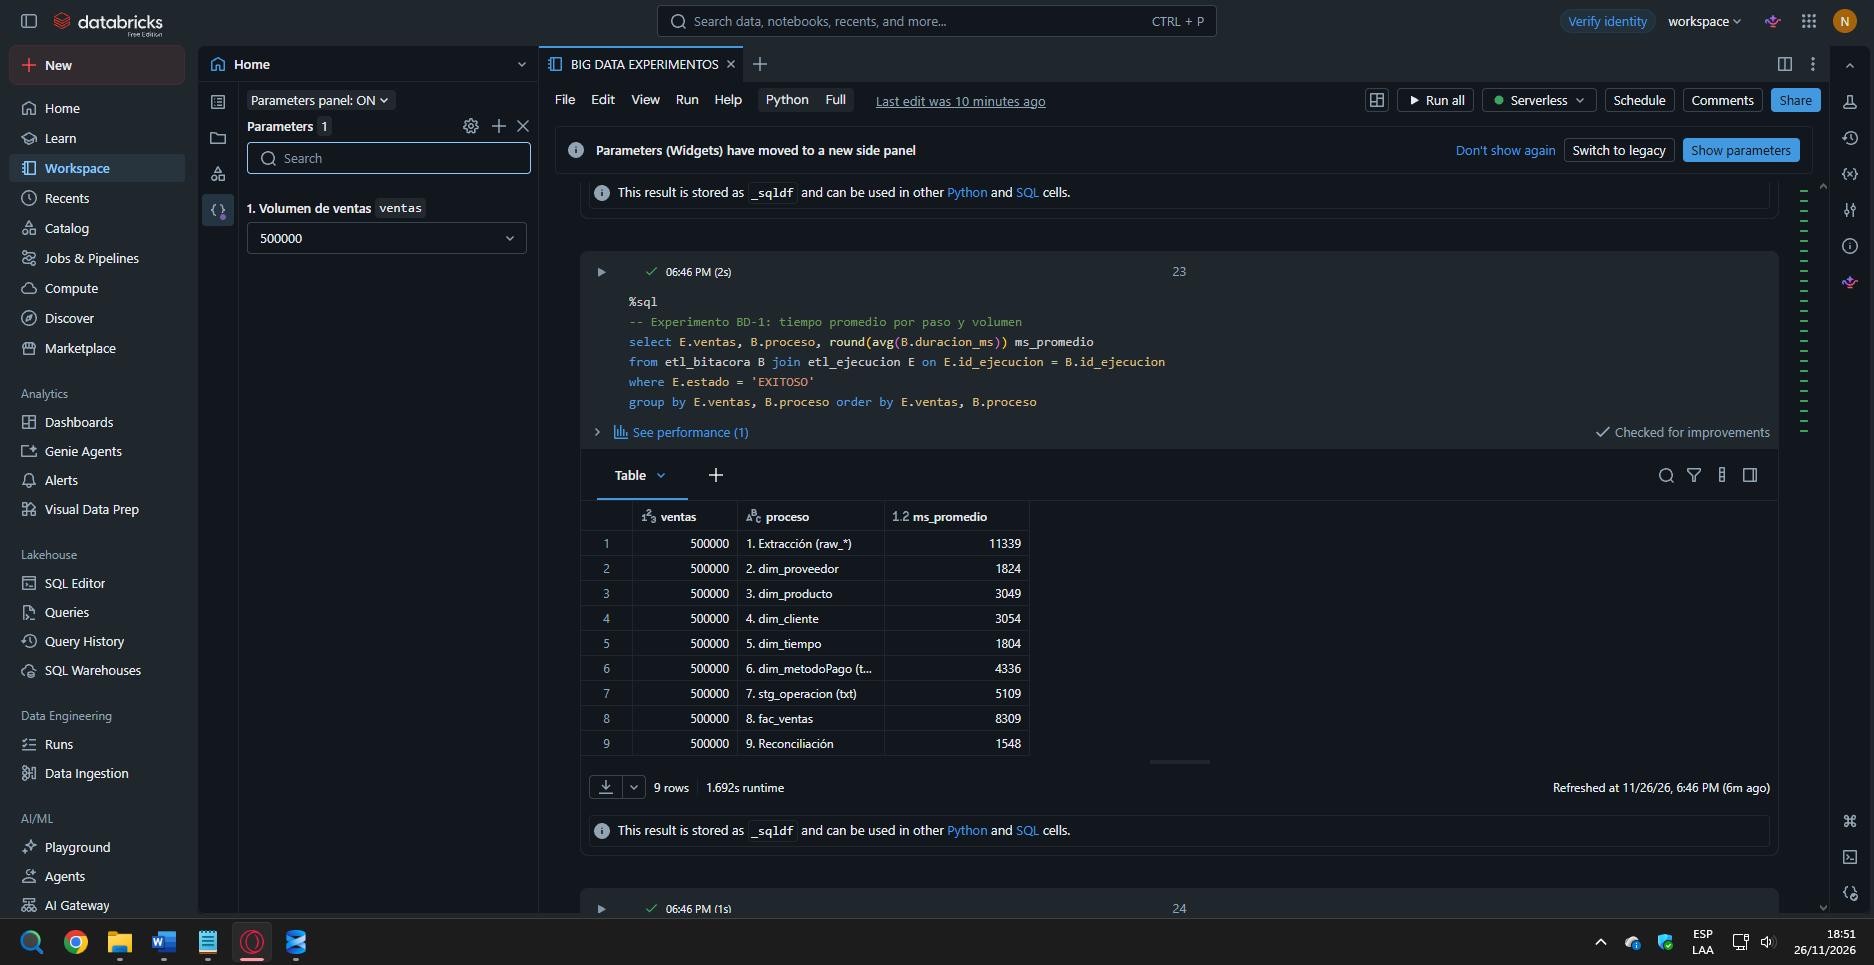 databricks
Free Edition
Search data, notebooks, recents, and more...
CTRL + P
Verify identity
workspace
N
New
Home
Learn
Workspace
Recents
Catalog
Jobs & Pipelines
Compute
Discover
Marketplace
Analytics
Dashboards
Genie Agents
Alerts
Visual Data Prep
Lakehouse
SQL Editor
Queries
Query History
SQL Warehouses
Data Engineering
Runs
Data Ingestion
AI/ML
Playground
Agents
AI Gateway
Home
Parameters panel: ON
Parameters 1
Search
1. Volumen de ventas ventas
500000
BIG DATA EXPERIMENTOS
File Edit View Run Help Python Full Last edit was 10 minutes ago
Run all Serverless Schedule Comments Share
Parameters (Widgets) have moved to a new side panel
Don't show again Switch to legacy Show parameters
This result is stored as _sqldf and can be used in other Python and SQL cells.
06:46 PM (2s) 23
%sql
-- Experimento BD-1: tiempo promedio por paso y volumen
select E.ventas, B.proceso, round(avg(B.duracion_ms)) ms_promedio
from etl_bitacora B join etl_ejecucion E on E.id_ejecucion = B.id_ejecucion
where E.estado = 'EXITOSO'
group by E.ventas, B.proceso order by E.ventas, B.proceso
See performance (1)
Checked for improvements
Table
ventas proceso 1.2 ms_promedio
1 500000 1. Extracción (raw_*) 11339
2 500000 2. dim_proveedor 1824
3 500000 3. dim_producto 3049
4 500000 4. dim_cliente 3054
5 500000 5. dim_tiempo 1804
6 500000 6. dim_metodoPago (t... 4336
7 500000 7. stg_operacion (txt) 5109
8 500000 8. fac_ventas 8309
9 500000 9. Reconciliación 1548
9 rows 1.692s runtime
Refreshed at 11/26/26, 6:46 PM (6m ago)
This result is stored as _sqldf and can be used in other Python and SQL cells.
06:46 PM (1s) 24
ESP
LAA
18:51
26/11/2026